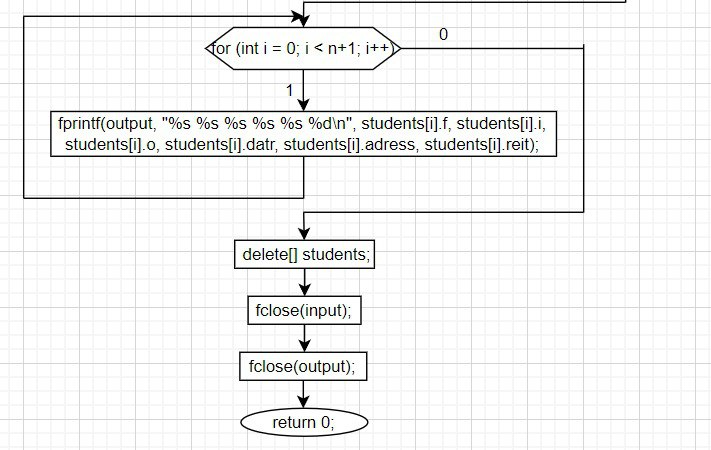 0
for (int i = 0; i < n+1; i++)
1
fprintf(output, "%s %s %s %s %s %d\n", students[i].f, students[i].i,
students[i].o, students[i].datr, students[i].adress, students[i].reit);
delete[] students;
fclose(input);
fclose(output);
return 0;